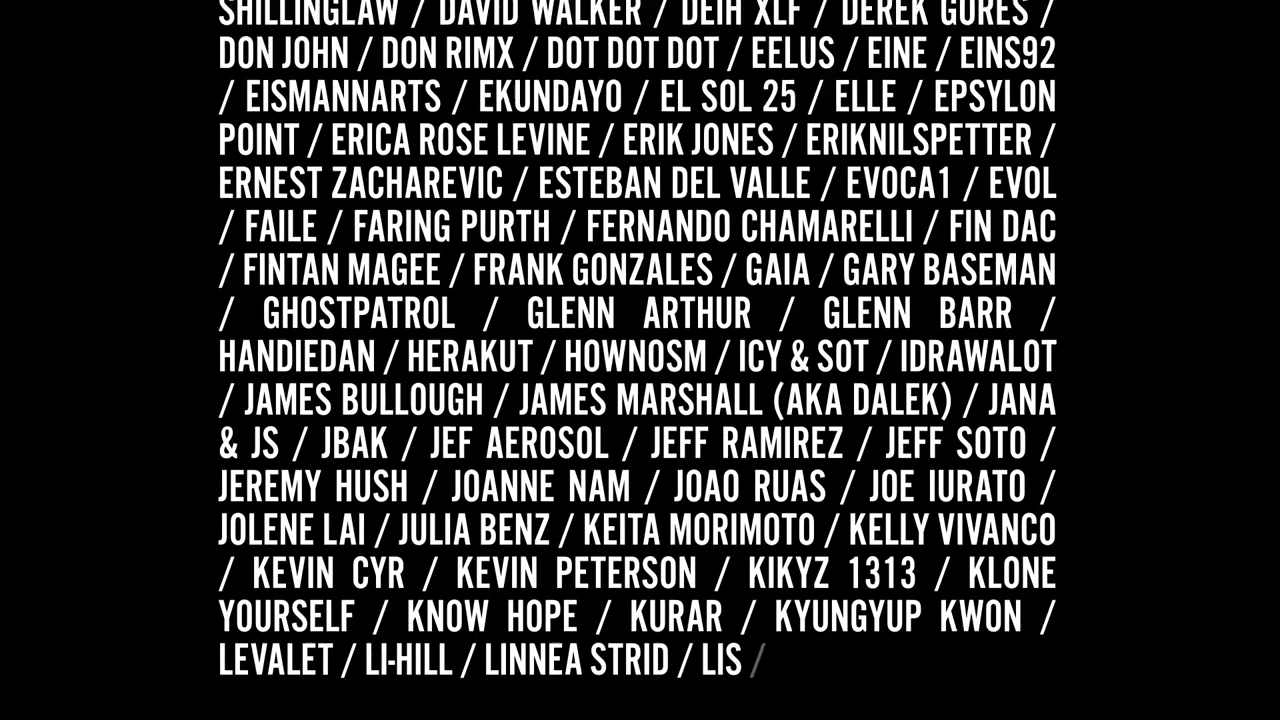 SHILLINGLAW / DAVID WALKER / DEIH XLF / DEREK GORES /
DON JOHN / DON RIMX / DOT DOT DOT / EELUS / EINE / EINS92
/ EISMANNARTS / EKUNDAYO / EL SOL 25 / ELLE / EPSYLON
POINT / ERICA ROSE LEVINE / ERIK JONES / ERIKNILSPETTER /
ERNEST ZACHAREVIC / ESTEBAN DEL VALLE / EVOCA1 / EVOL
/ FAILE / FARING PURTH / FERNANDO CHAMARELLI / FIN DAC
/ FINTAN MAGEE / FRANK GONZALES / GAIA / GARY BASEMAN
/ GHOSTPATROL / GLENN ARTHUR / GLENN BARR /
HANDIEDAN / HERAKUT / HOWNOSM / ICY & SOT / IDRAWALOT
/ JAMES BULLOUGH / JAMES MARSHALL (AKA DALEK) / JANA
& JS / JBAK / JEF AEROSOL / JEFF RAMIREZ / JEFF SOTO /
JEREMY HUSH / JOANNE NAM / JOAO RUAS / JOE IURATO /
JOLENE LAI / JULIA BENZ / KEITA MORIMOTO / KELLY VIVANCO
/ KEVIN CYR / KEVIN PETERSON / KIKYZ 1313 / KLONE
YOURSELF / KNOW HOPE / KURAR / KYUNGYUP KWON /
LEVALET / LI-HILL / LINNEA STRID / LIS /